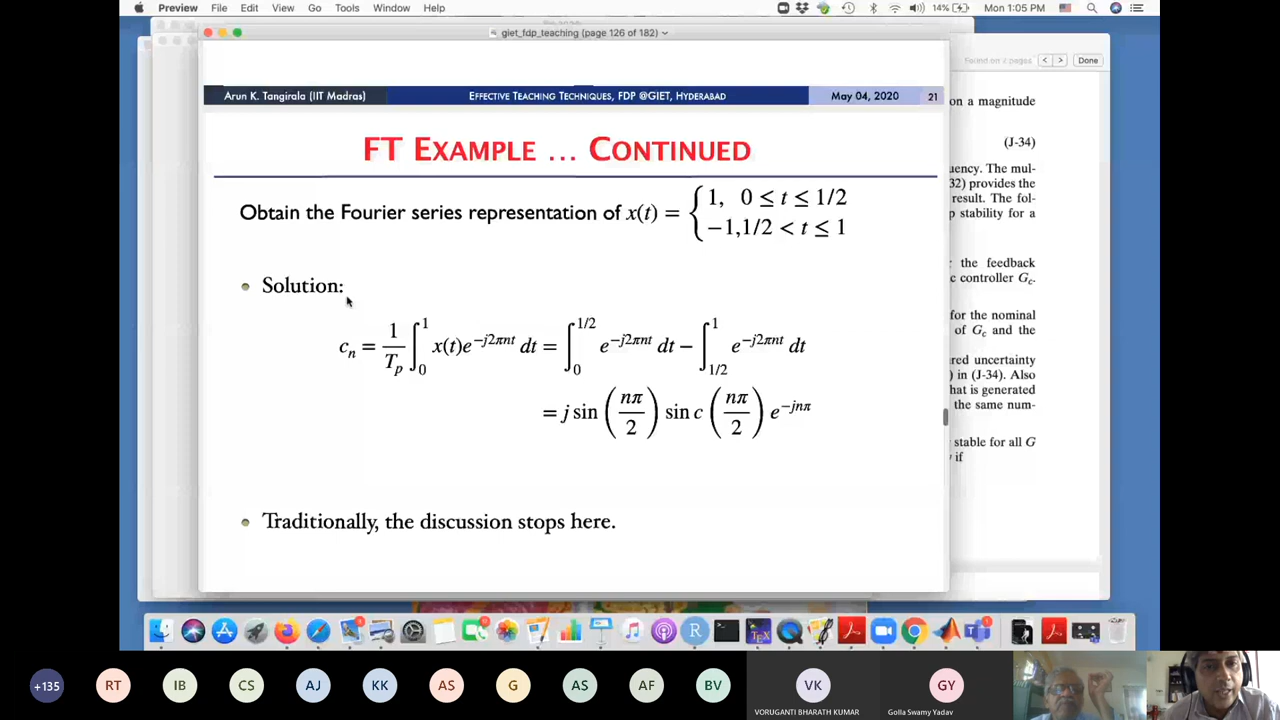 Preview File Edit View Go Tools Window Help 14% Mon 1:05 PM
giet_fdp_teaching (page 126 of 182)
Found on 2 pages < > Done
Arun K. Tangirala (IIT Madras) EFFECTIVE TEACHING TECHNIQUES, FDP @GIET, HYDERABAD May 04, 2020 21
FT EXAMPLE ... CONTINUED
Obtain the Fourier series representation of x(t) = { 1, 0 ≤ t ≤ 1/2
−1, 1/2 < t ≤ 1
• Solution:
c_n = 1/T_p ∫_0^1 x(t)e^{−j2πnt} dt = ∫_0^{1/2} e^{−j2πnt} dt − ∫_{1/2}^1 e^{−j2πnt} dt
= j sin (nπ/2) sin c (nπ/2) e^{−jnπ}
• Traditionally, the discussion stops here.
on a magnitude
(J-34)
uency. The mul-
32) provides the
result. The fol-
p stability for a
the feedback
c controller G_c.
for the nominal
of G_c and the
red uncertainty
) in (J-34). Also
hat is generated
the same num-
stable for all G
if
+135 RT IB CS AJ KK AS G AS AF BV VK GY
VORUGANTI BHARATH KUMAR Golla Swamy Yadav